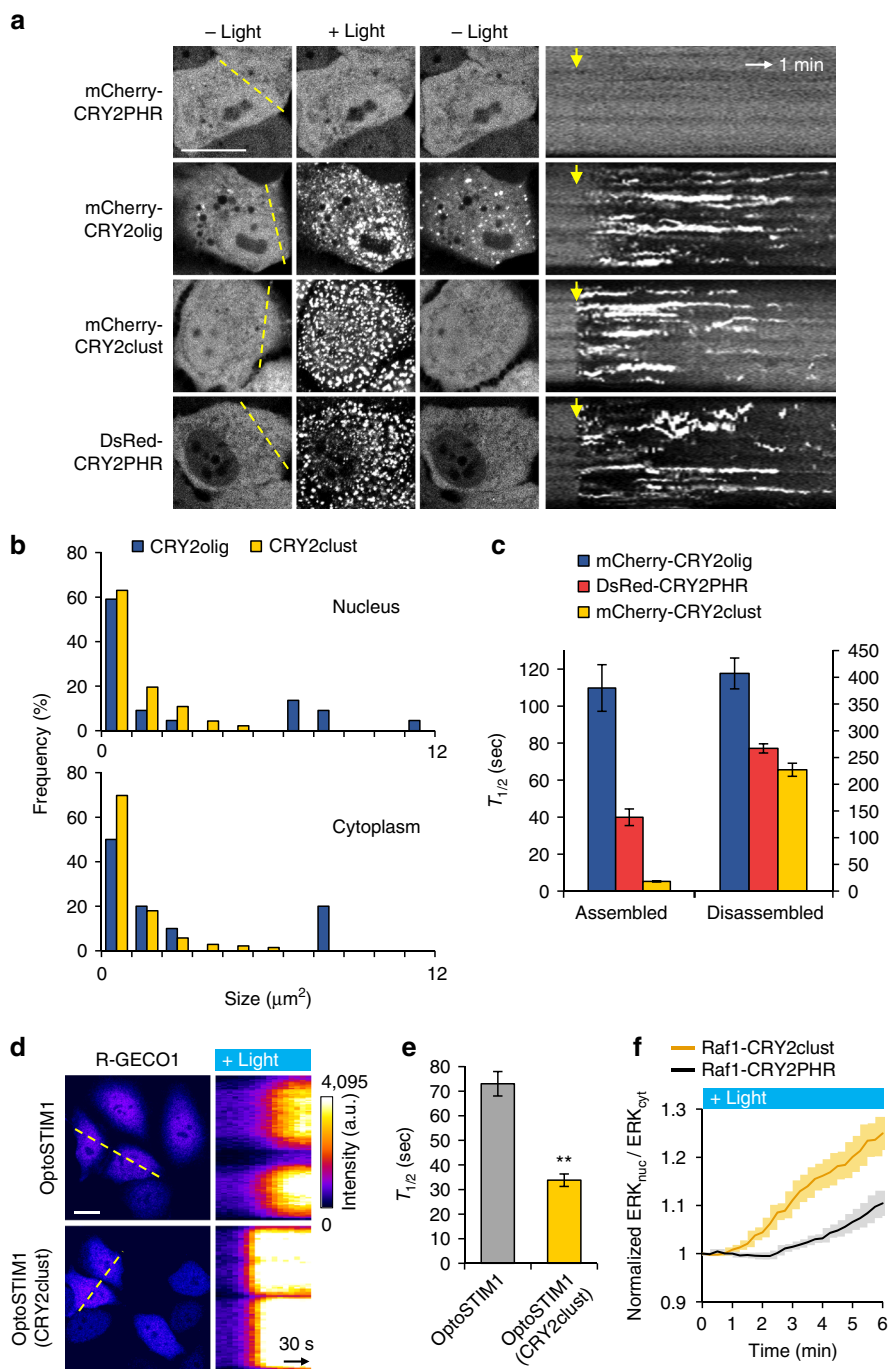 a
– Light
+ Light
– Light
mCherry-
CRY2PHR
1 min
mCherry-
CRY2olig
mCherry-
CRY2clust
DsRed-
CRY2PHR
b
CRY2olig
CRY2clust
Nucleus
60
40
20
0
0
12
Frequency (%)
Cytoplasm
80
60
40
20
0
0
12
Size (μm²)
c
mCherry-CRY2olig
DsRed-CRY2PHR
mCherry-CRY2clust
T1/2 (sec)
120
100
80
60
40
20
0
450
400
350
300
250
200
150
100
50
0
Assembled
Disassembled
d
R-GECO1
+ Light
OptoSTIM1
4,095
Intensity (a.u.)
0
OptoSTIM1
(CRY2clust)
30 s
e
T1/2 (sec)
80
70
60
50
40
30
20
10
0
**
OptoSTIM1
OptoSTIM1
(CRY2clust)
f
Raf1-CRY2clust
Raf1-CRY2PHR
+ Light
Normalized ERKnuc / ERKcyt
1.3
1.2
1.1
1
0.9
0
1
2
3
4
5
6
Time (min)